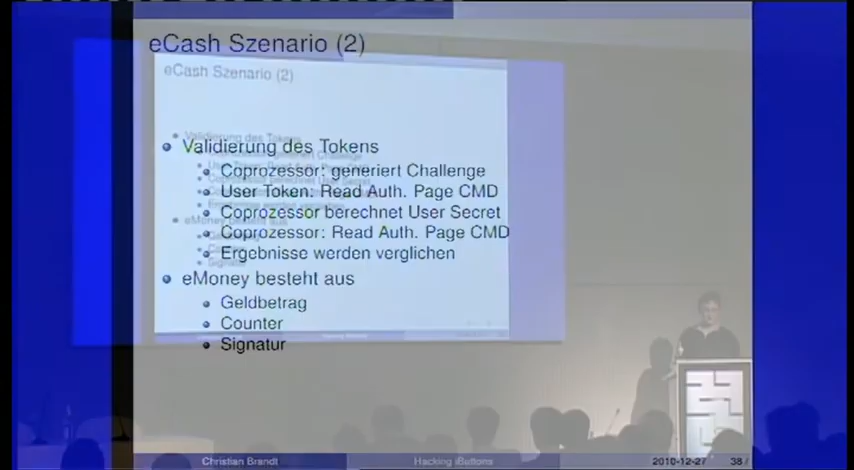 eCash Szenario (2)
eCash Szenario (2)
Validierung des Tokens
Coprozessor: generiert Challenge
User Token: Read Auth. Page CMD
Coprozessor berechnet User Secret
Coprozessor: Read Auth. Page CMD
Ergebnisse werden verglichen
eMoney besteht aus
Geldbetrag
Counter
Signatur
Christian Brandt
Hacking iButtons
2010-12-27
38 /